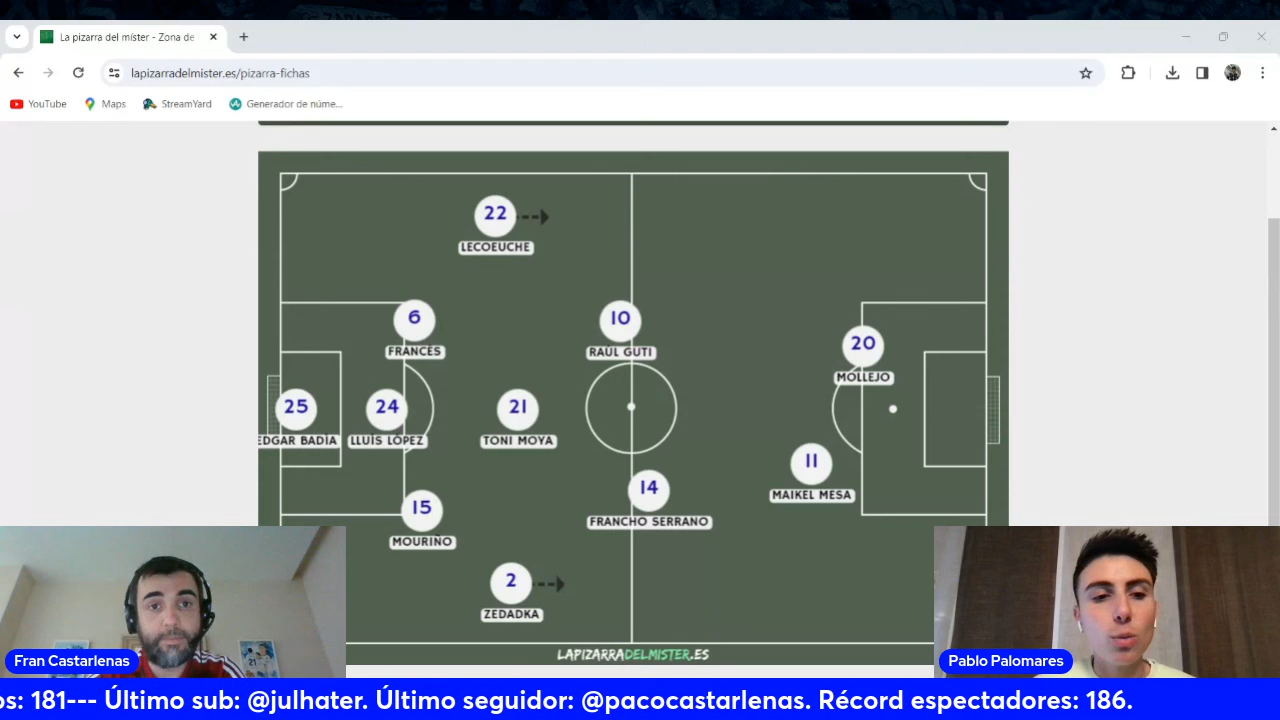 La pizarra del míster - Zona de
lapizarradelmister.es/pizarra-fichas
YouTube
Maps
StreamYard
Generador de núme...
22
LECOEUCHE
6
FRANCÉS
10
RAÚL GUTI
20
MOLLEJO
25
EDGAR BADÍA
24
LLUÍS LÓPEZ
21
TONI MOYA
11
MAIKEL MESA
15
MOURIÑO
14
FRANCHO SERRANO
2
ZEDADKA
LAPIZARRADELMISTER.ES
Fran Castarlenas
Pablo Palomares
os: 181--- Último sub: @julhater. Último seguidor: @pacocastarlenas. Récord espectadores: 186.